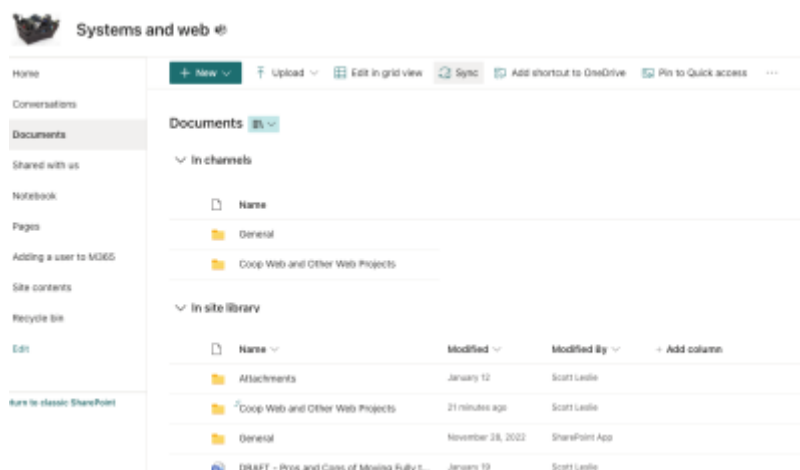 Systems and web
+ New
Upload
Edit in grid view
Sync
Add shortcut to OneDrive
Pin to Quick access
...
Home
Conversations
Documents
Shared with us
Notebook
Pages
Adding a user to M365
Site contents
Recycle bin
Edit
turn to classic SharePoint
Documents
In channels
Name
General
Coop Web and Other Web Projects
In site library
Name Modified Modified By + Add column
Attachments January 12 Scott Leslie
Coop Web and Other Web Projects 21 minutes ago Scott Leslie
General November 28, 2022 SharePoint App
DRAFT - Pros and Cons of Moving Fully t... January 19 Scott Leslie